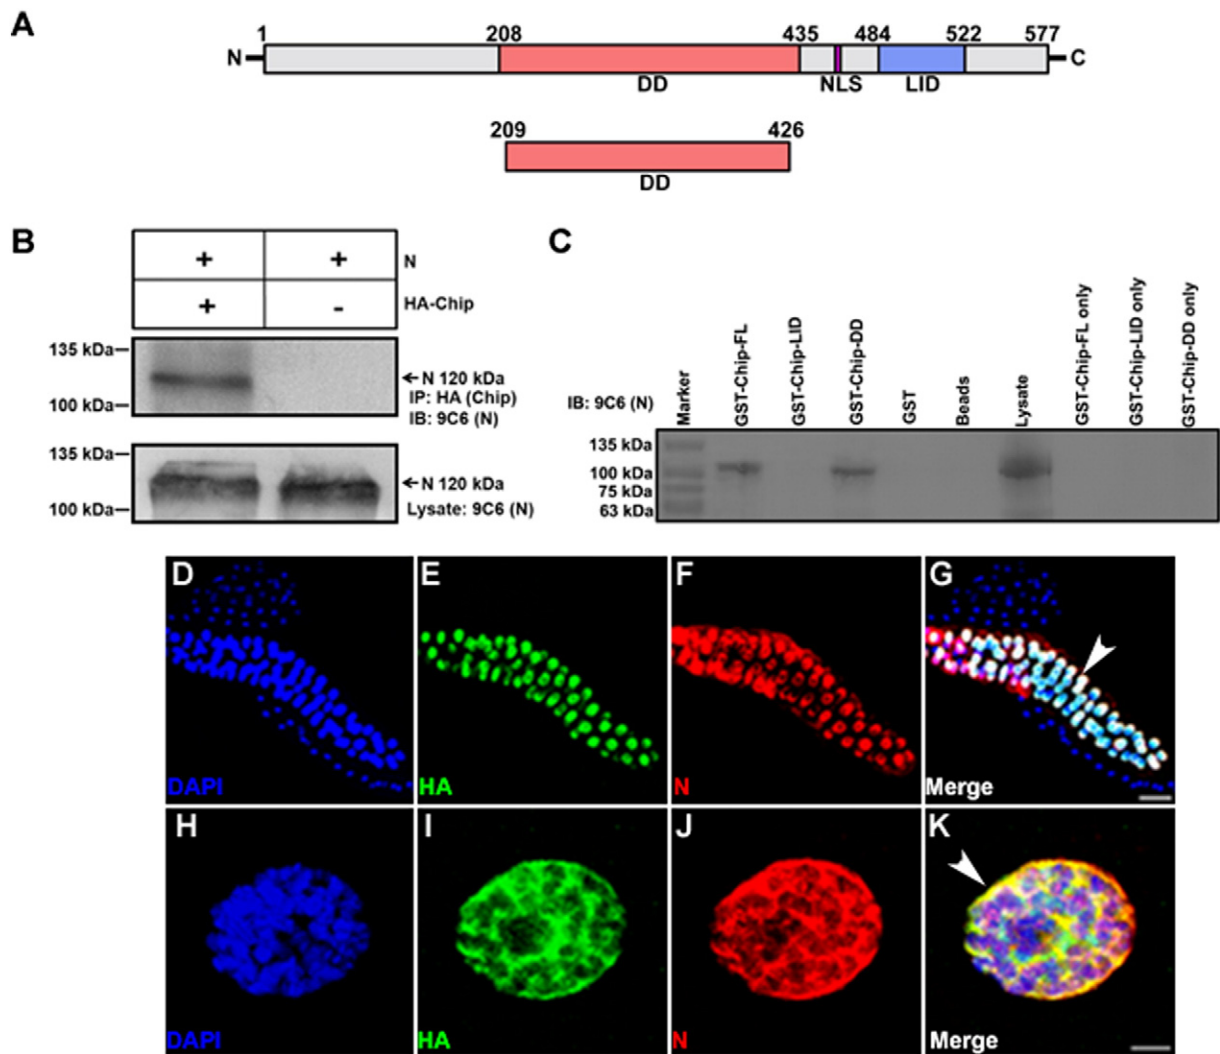 A
1 208 435 484 522 577
N C
DD NLS LID
209 426
DD
B
+ + N
+ - HA-Chip
135 kDa
←N 120 kDa
IP: HA (Chip)
100 kDa
IB: 9C6 (N)
135 kDa
←N 120 kDa
100 kDa
Lysate: 9C6 (N)
C
IB: 9C6 (N)
Marker
GST-Chip-FL
GST-Chip-LID
GST-Chip-DD
GST
Beads
Lysate
GST-Chip-FL only
GST-Chip-LID only
GST-Chip-DD only
135 kDa
100 kDa
75 kDa
63 kDa
D E F G
DAPI HA N Merge
H I J K
DAPI HA N Merge